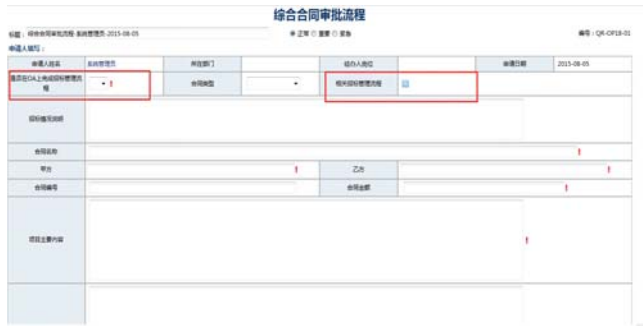 综合合同审批流程
标题：综合合同审批流程-系统管理员-2015-08-05 正常 重要 紧急 编号：QR-OP18-01
申请人填写：
申请人姓名 系统管理员 所在部门 经办人岗位 申请日期 2015-08-05
是否在OA上完成招标管理流程 ! 合同类型 相关招标管理流程
招标情况说明
合同名称 !
甲方 ! 乙方 !
合同编号 合同金额 !
项目主要内容 !